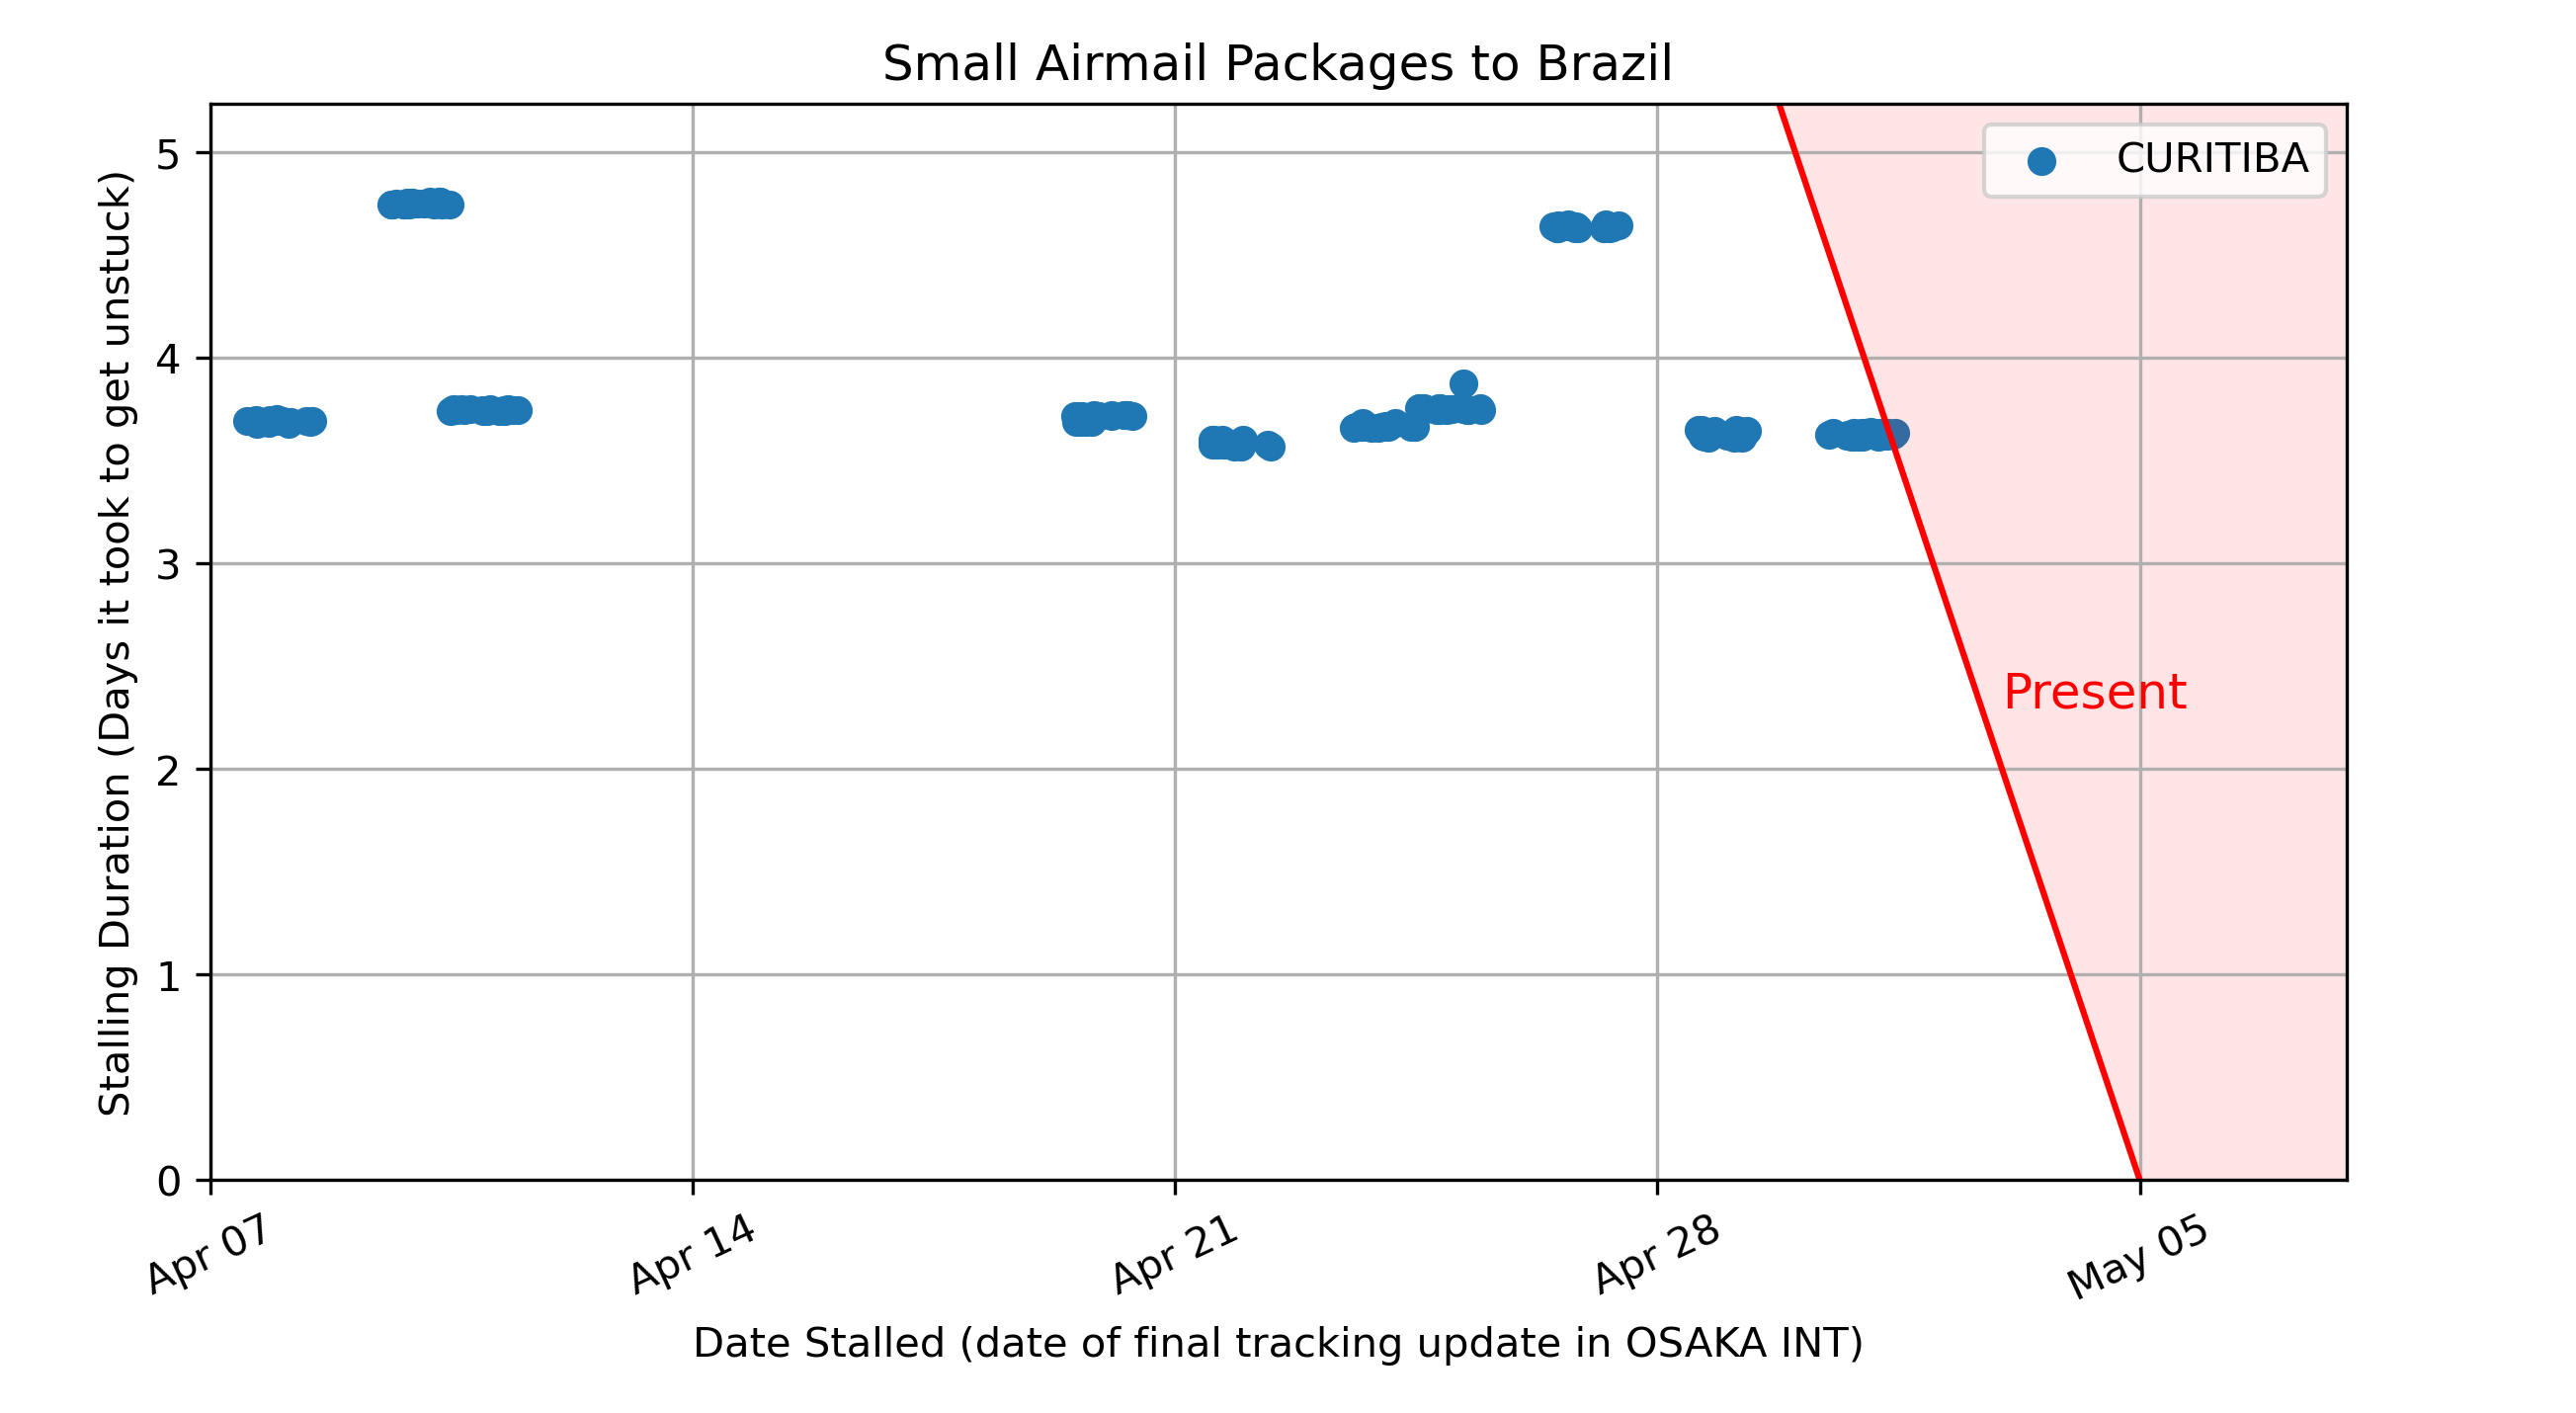 Small Airmail Packages to Brazil
CURITIBA
Stalling Duration (Days it took to get unstuck)
5
4
3
2
1
0
Present
Apr 07
Apr 14
Apr 21
Apr 28
May 05
Date Stalled (date of final tracking update in OSAKA INT)